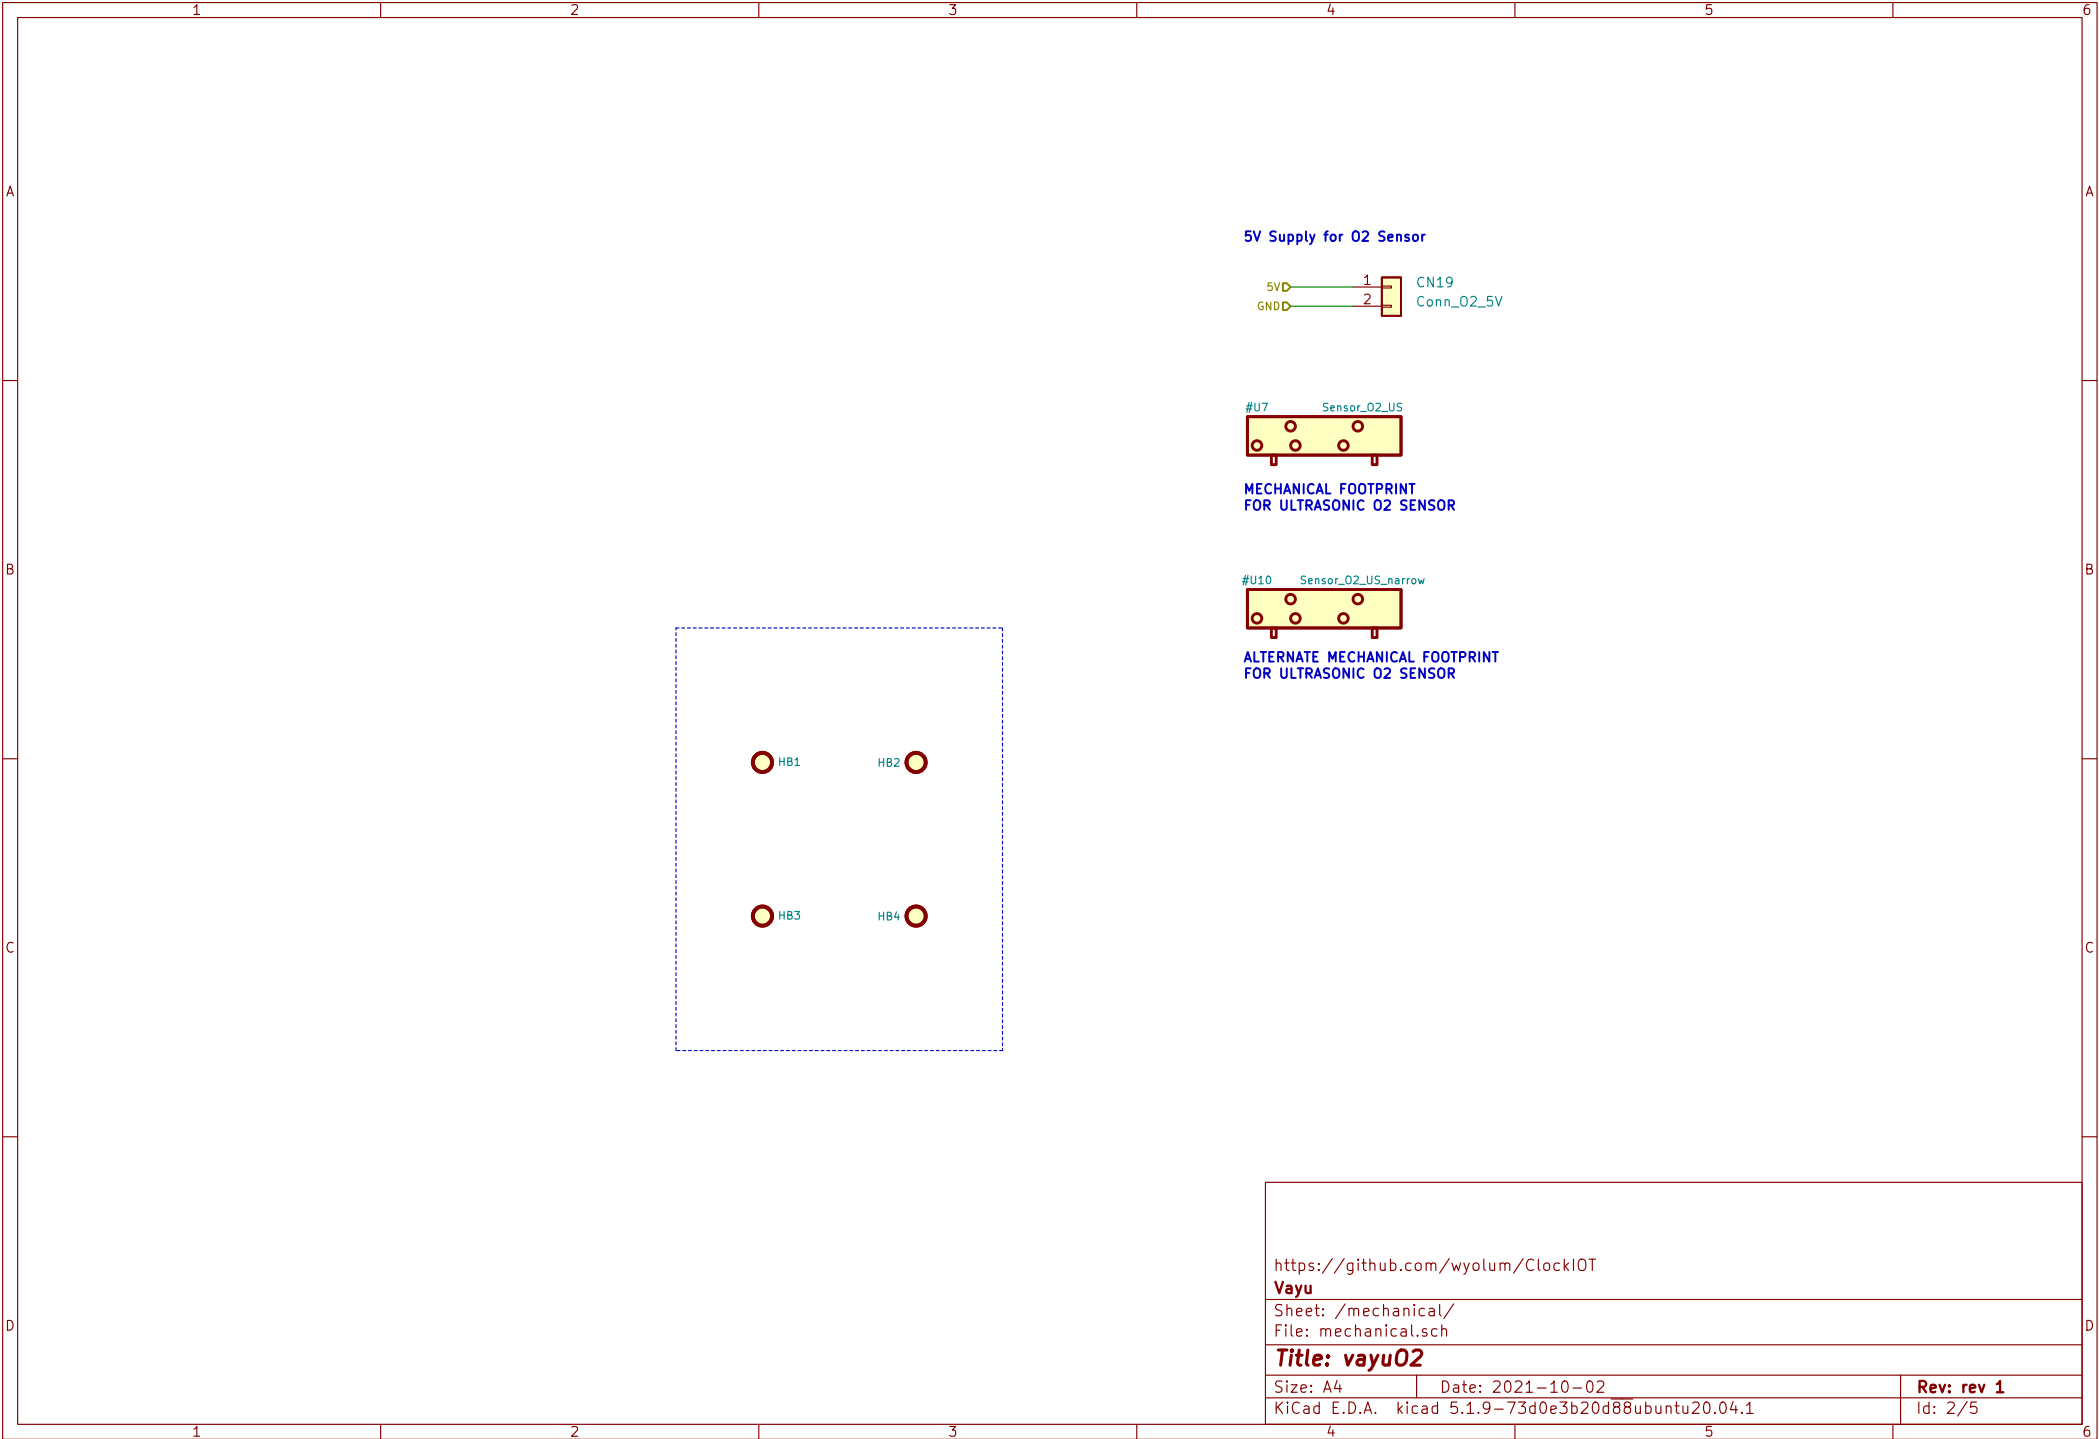 1 2 3 4 5 6
A A
5V Supply for O2 Sensor
5V 1 CN19
GND 2 Conn_O2_5V
#U7 Sensor_O2_US
MECHANICAL FOOTPRINT
FOR ULTRASONIC O2 SENSOR
B B
#U10 Sensor_O2_US_narrow
ALTERNATE MECHANICAL FOOTPRINT
FOR ULTRASONIC O2 SENSOR
HB1 HB2
HB3 HB4
C C
https://github.com/wyolum/ClockIOT
Vayu
Sheet: /mechanical/
File: mechanical.sch
D D
Title: vayuO2
Size: A4 Date: 2021-10-02 Rev: rev 1
KiCad E.D.A. kicad 5.1.9-73d0e3b20d88ubuntu20.04.1 Id: 2/5
1 2 3 4 5 6